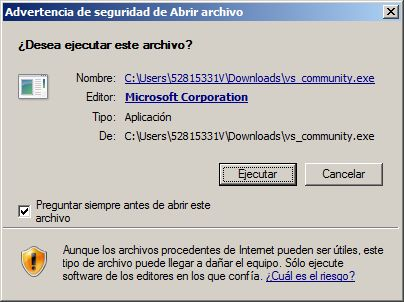 Advertencia de seguridad de Abrir archivo
¿Desea ejecutar este archivo?
Nombre: C:\Users\52815331V\Downloads\vs_community.exe
Editor: Microsoft Corporation
Tipo: Aplicación
De: C:\Users\52815331V\Downloads\vs_community.exe
Ejecutar Cancelar
Preguntar siempre antes de abrir este
archivo
Aunque los archivos procedentes de Internet pueden ser útiles, este
tipo de archivo puede llegar a dañar el equipo. Sólo ejecute
software de los editores en los que confía. ¿Cuál es el riesgo?